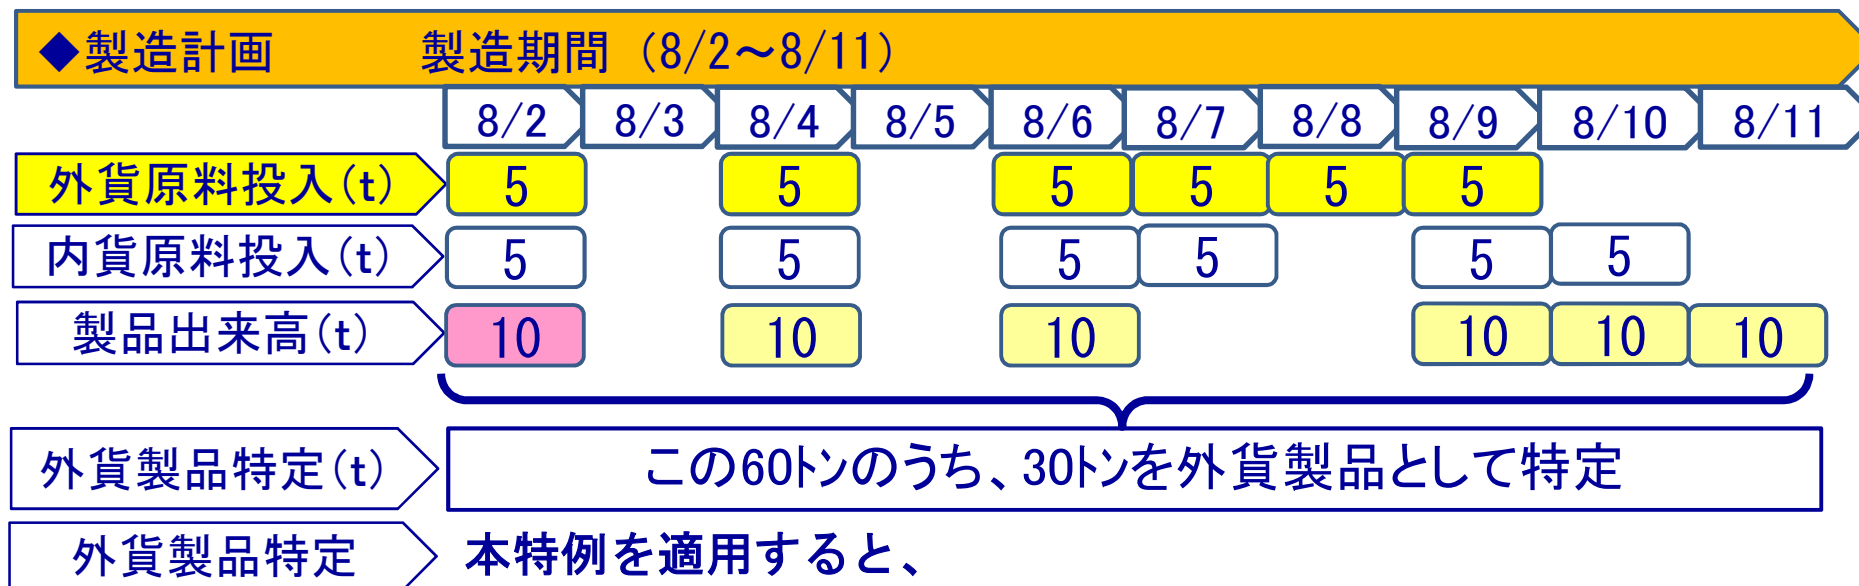 ◆製造計画 製造期間（8/2～8/11）
8/2 8/3 8/4 8/5 8/6 8/7 8/8 8/9 8/10 8/11
外貨原料投入(t) 5 5 5 5 5 5
内貨原料投入(t) 5 5 5 5 5 5
製品出来高(t) 10 10 10 10 10 10
外貨製品特定(t) この60ﾄﾝのうち、30ﾄﾝを外貨製品として特定
外貨製品特定 本特例を適用すると、